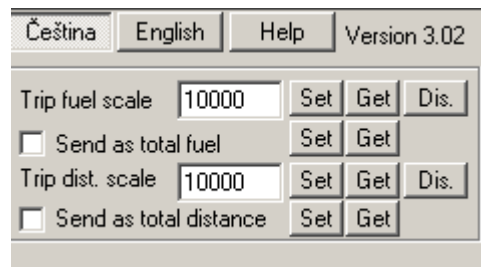 Čeština English Help Version 3.02
Trip fuel scale 10000 Set Get Dis.
Send as total fuel Set Get
Trip dist. scale 10000 Set Get Dis.
Send as total distance Set Get